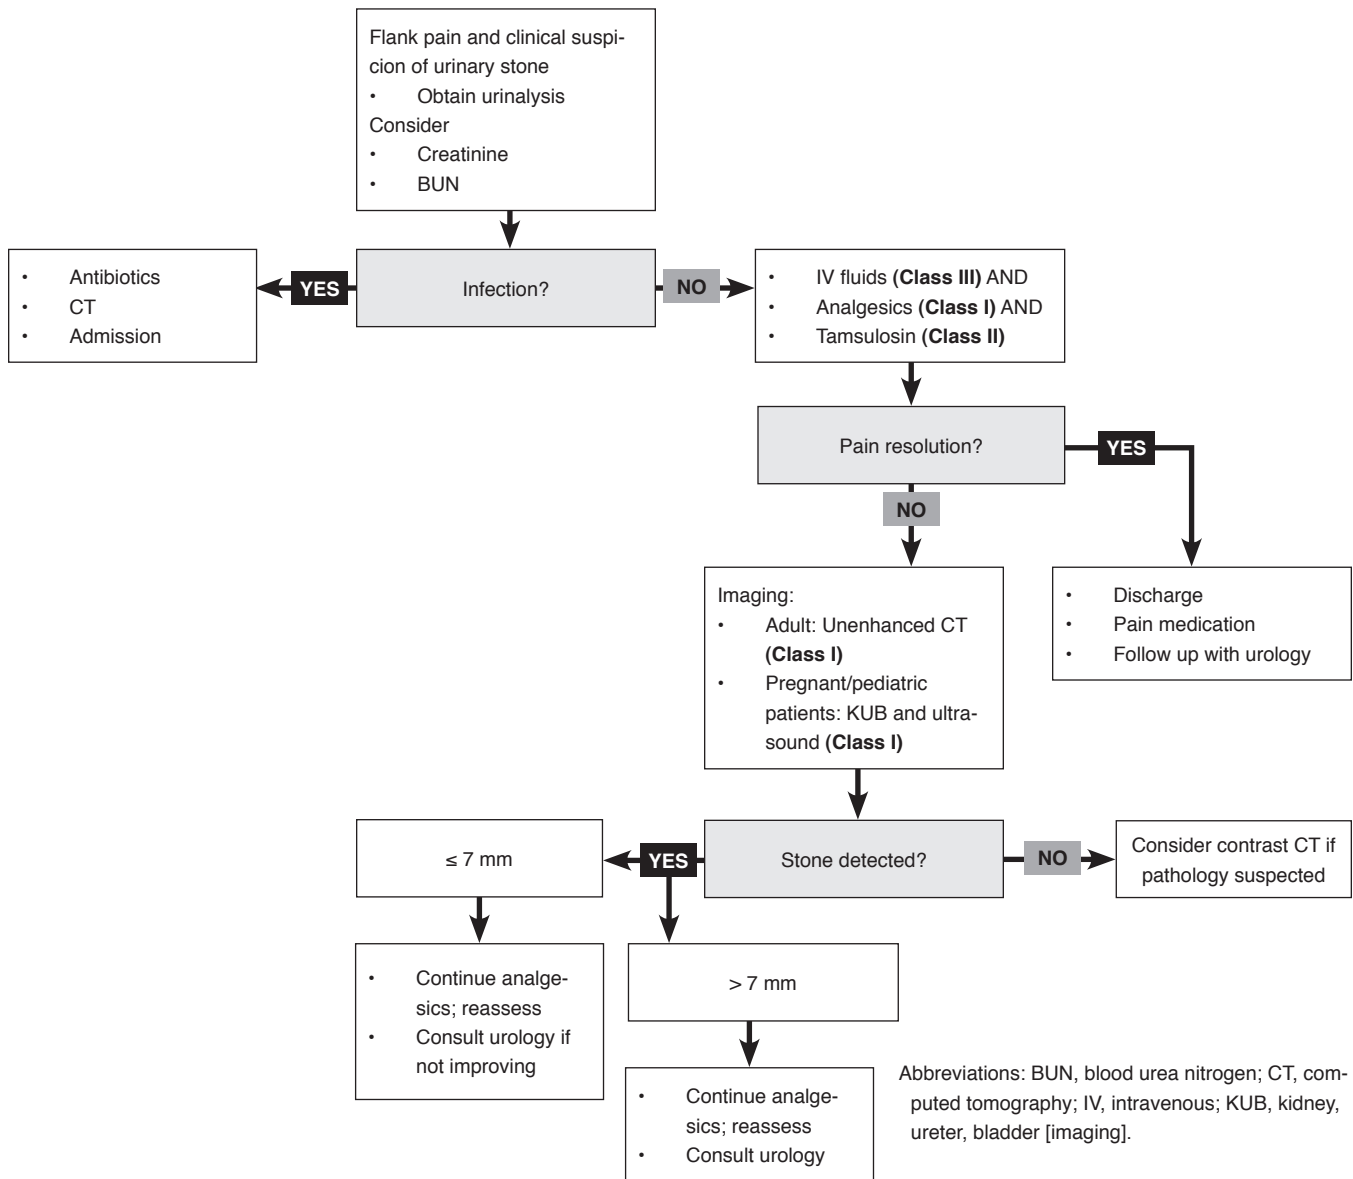 Flank pain and clinical suspi-
cion of urinary stone
• Obtain urinalysis
Consider
• Creatinine
• BUN
• Antibiotics
• CT
• Admission
YES
Infection?
NO
• IV fluids (Class III) AND
• Analgesics (Class I) AND
• Tamsulosin (Class II)
Pain resolution?
YES
NO
Imaging:
• Adult: Unenhanced CT
(Class I)
• Pregnant/pediatric
patients: KUB and ultra-
sound (Class I)
• Discharge
• Pain medication
• Follow up with urology
≤ 7 mm
YES
Stone detected?
NO
Consider contrast CT if
pathology suspected
• Continue analge-
sics; reassess
• Consult urology if
not improving
> 7 mm
• Continue analge-
sics; reassess
• Consult urology
Abbreviations: BUN, blood urea nitrogen; CT, com-
puted tomography; IV, intravenous; KUB, kidney,
ureter, bladder [imaging].